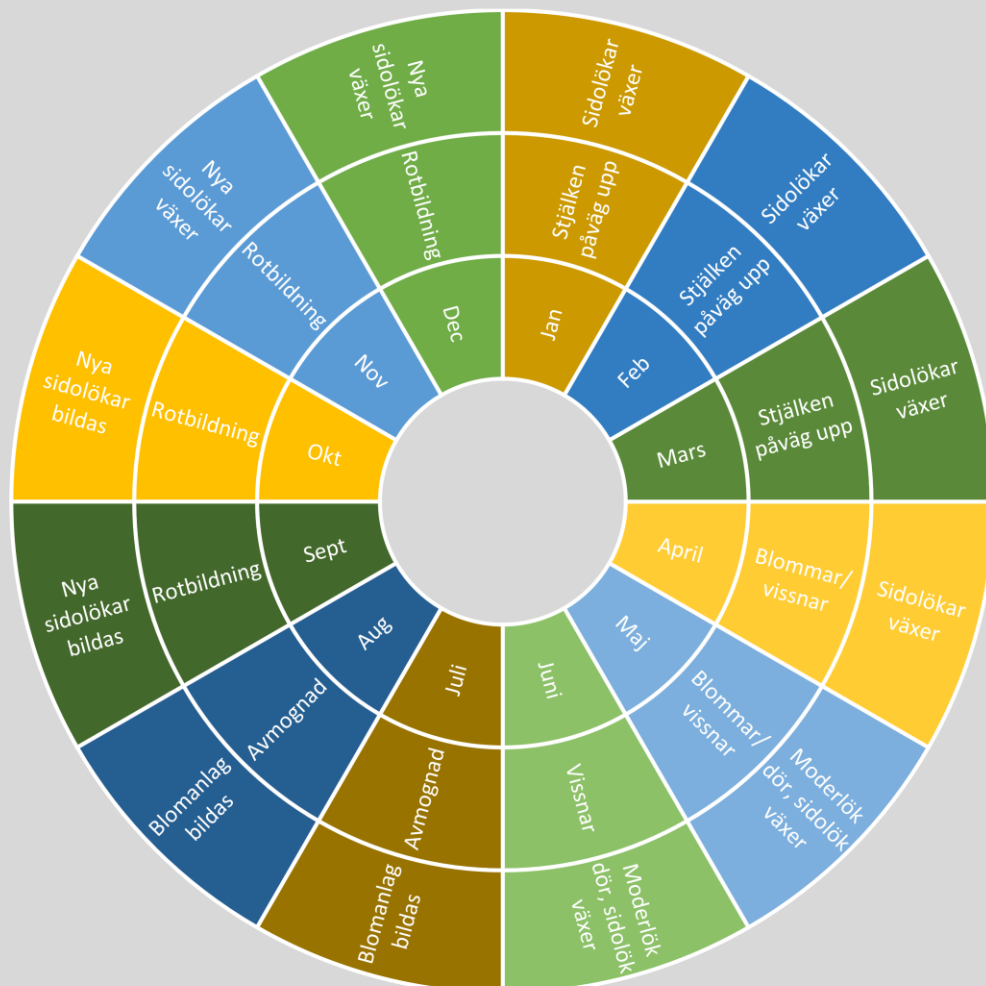 Jan
Stjälken
påväg upp
Sidolökar
växer
Feb
Stjälken
påväg upp
Sidolökar
växer
Mars
Stjälken
påväg upp
Sidolökar
växer
April
Blommar/
vissnar
Sidolökar
växer
Maj
Blommar/
vissnar
Moderlök
dör, sidolök
växer
Juni
Vissnar
Moderlök
dör, sidolök
växer
Juli
Avmognad
Blomanlag
bildas
Aug
Avmognad
Blomanlag
bildas
Sept
Rotbildning
Nya
sidolökar
bildas
Okt
Rotbildning
Nya
sidolökar
bildas
Nov
Rotbildning
Nya
sidolökar
växer
Dec
Rotbildning
Nya
sidolökar
växer